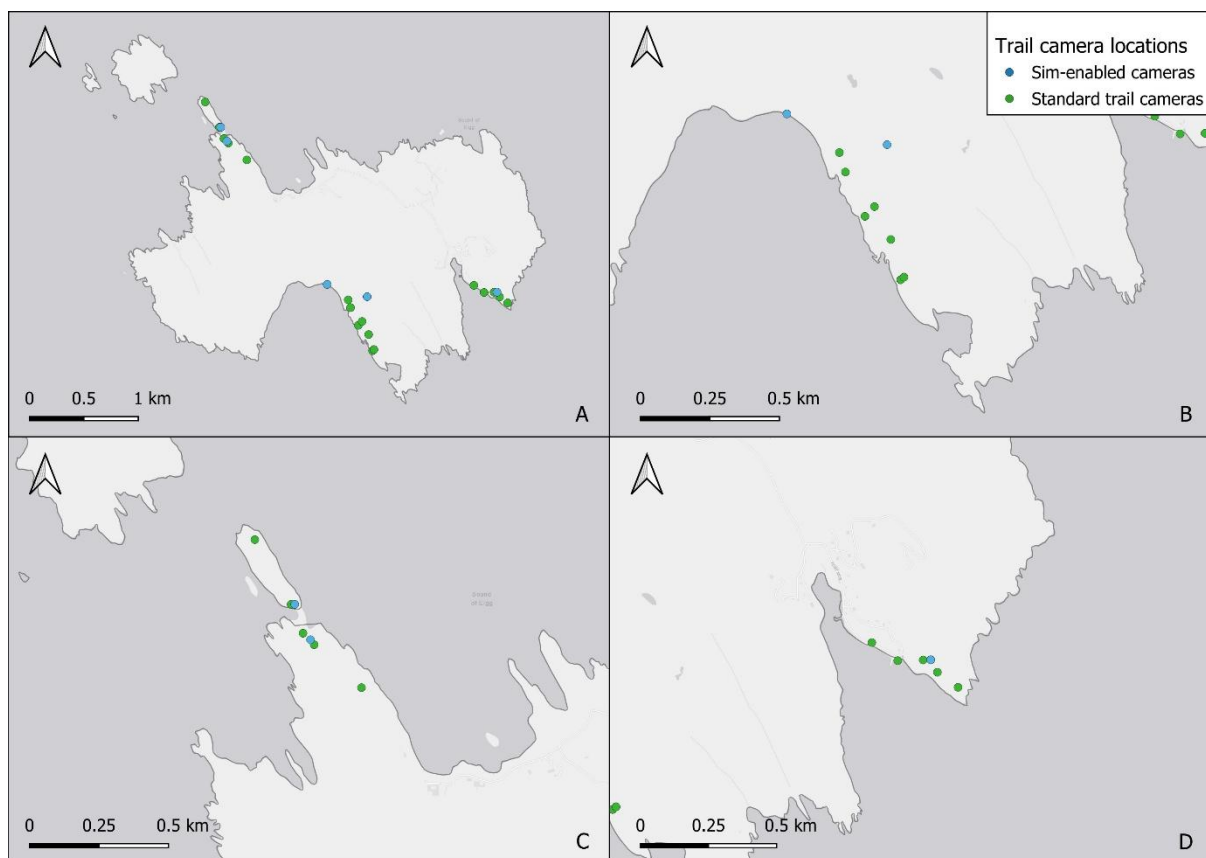 Trail camera locations
Sim-enabled cameras
Standard trail cameras
0 0.5 1 km
A
0 0.25 0.5 km
B
0 0.25 0.5 km
C
0 0.25 0.5 km
D